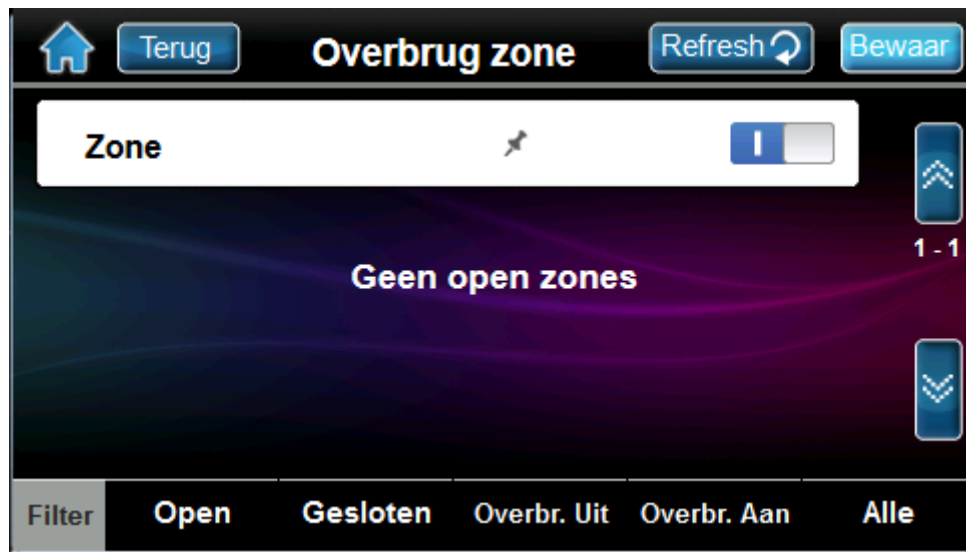 Terug Overbrug zone Refresh Bewaar
Zone
1 - 1
Geen open zones
Filter Open Gesloten Overbr. Uit Overbr. Aan Alle